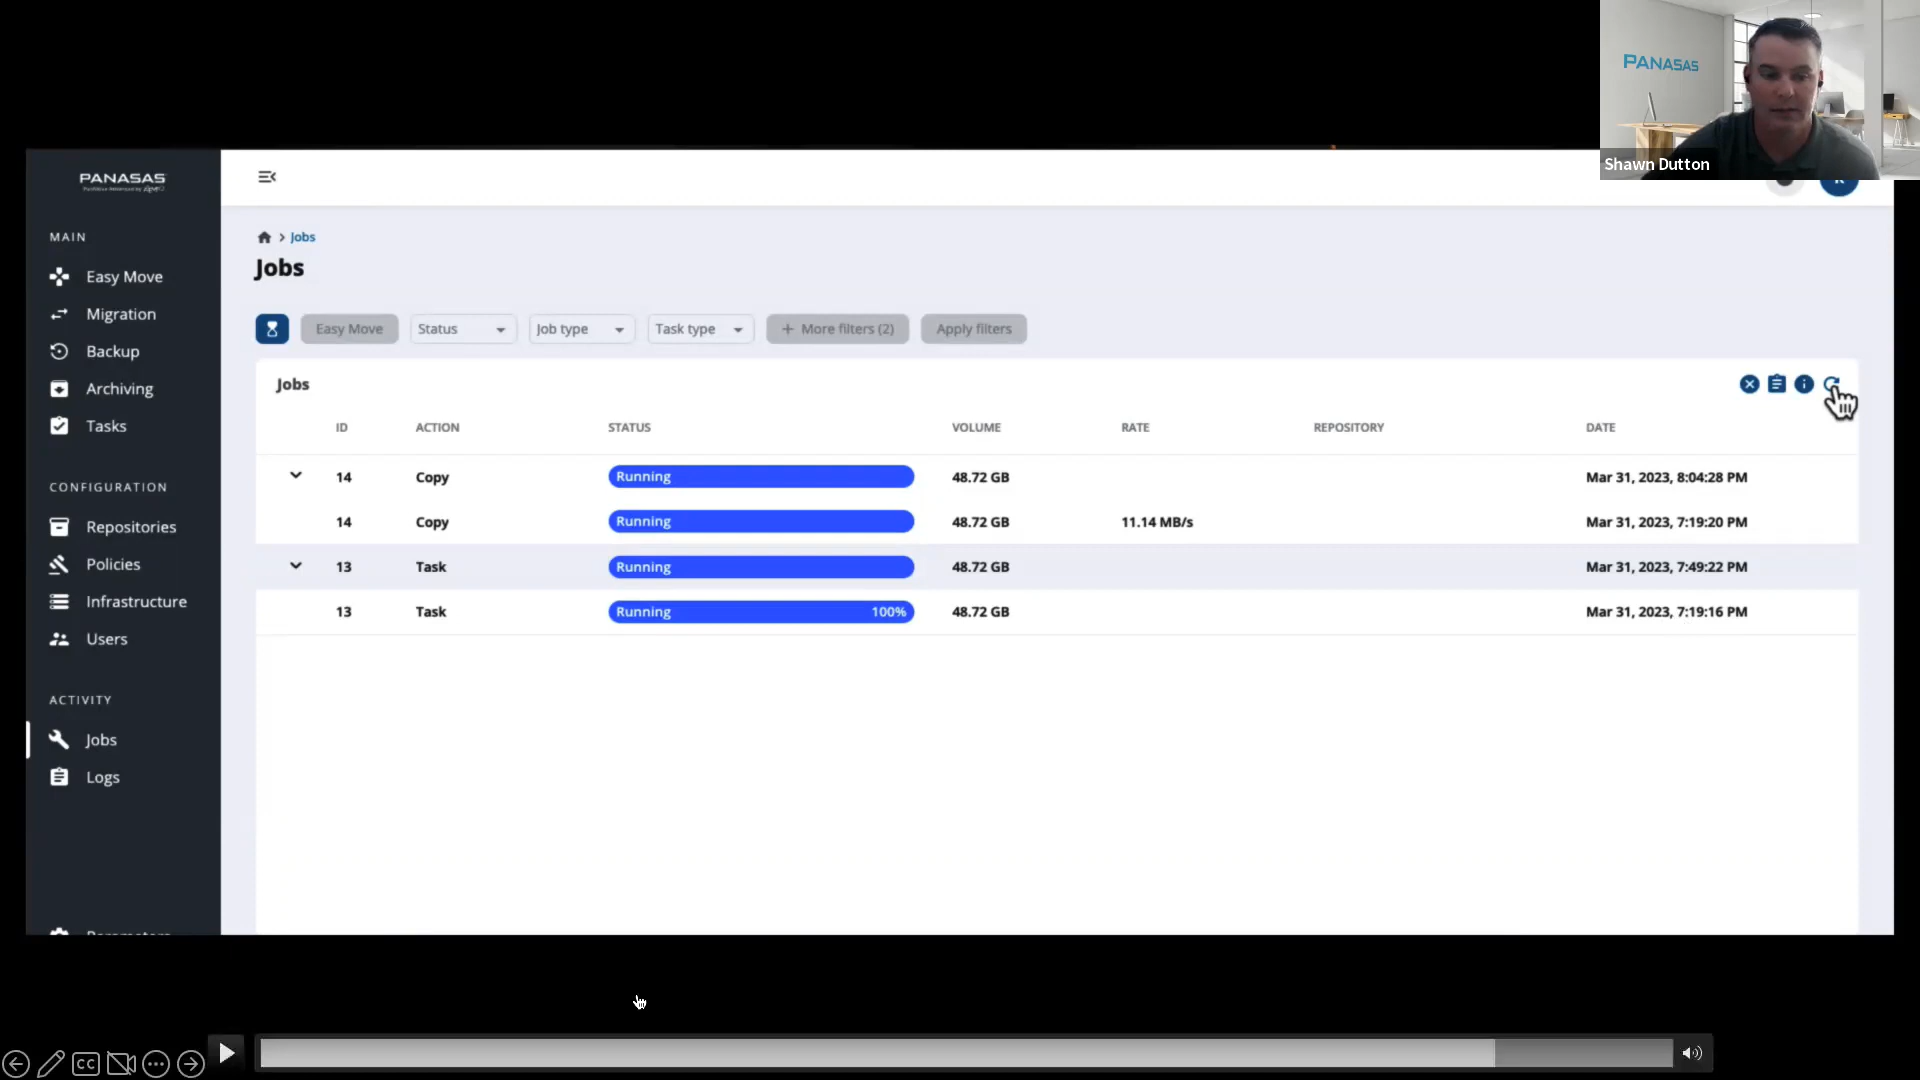 PANASAS
Shawn Dutton
PANASAS
MAIN
Easy Move
Migration
Backup
Archiving
Tasks
CONFIGURATION
Repositories
Policies
Infrastructure
Users
ACTIVITY
Jobs
Logs
> Jobs
Jobs
Easy Move
Status
Job type
Task type
+ More filters (2)
Apply filters
Jobs
ID ACTION STATUS VOLUME RATE REPOSITORY DATE
14 Copy Running 48.72 GB Mar 31, 2023, 8:04:28 PM
14 Copy Running 48.72 GB 11.14 MB/s Mar 31, 2023, 7:19:20 PM
13 Task Running 48.72 GB Mar 31, 2023, 7:49:22 PM
13 Task Running 100% 48.72 GB Mar 31, 2023, 7:19:16 PM
CC